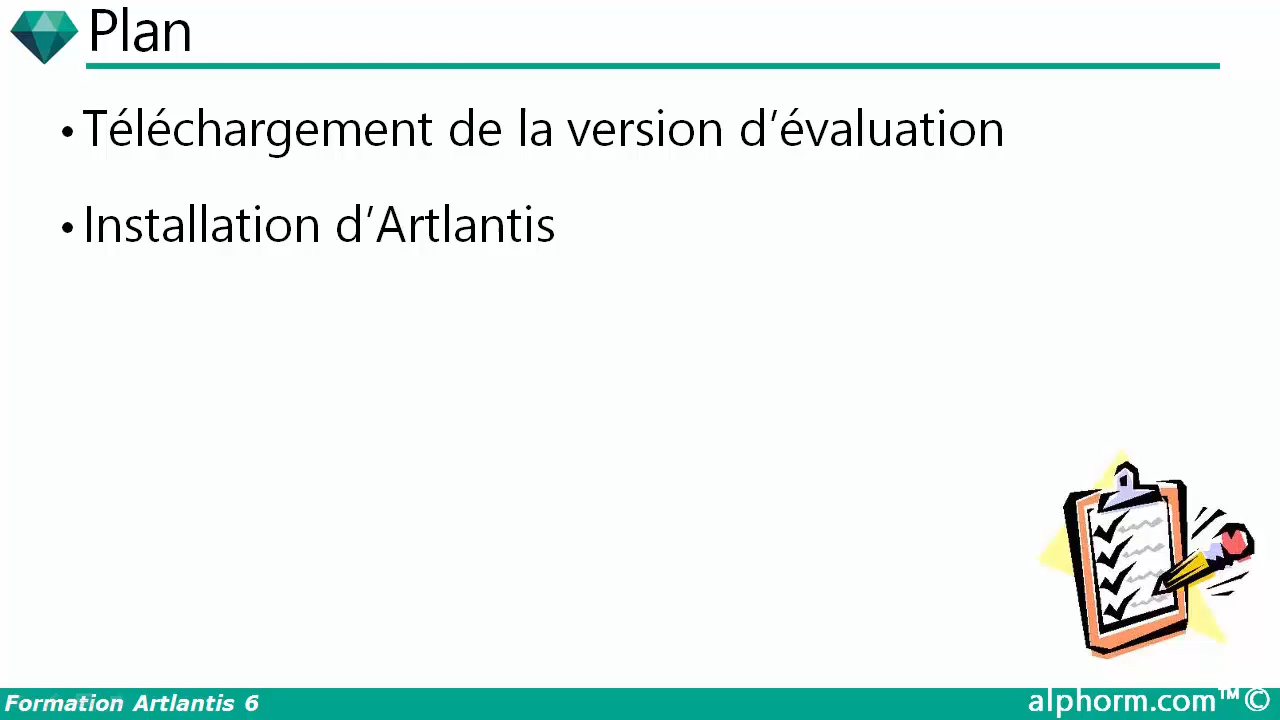 Plan
• Téléchargement de la version d’évaluation
• Installation d’Artlantis
Formation Artlantis 6
alphorm.com™©